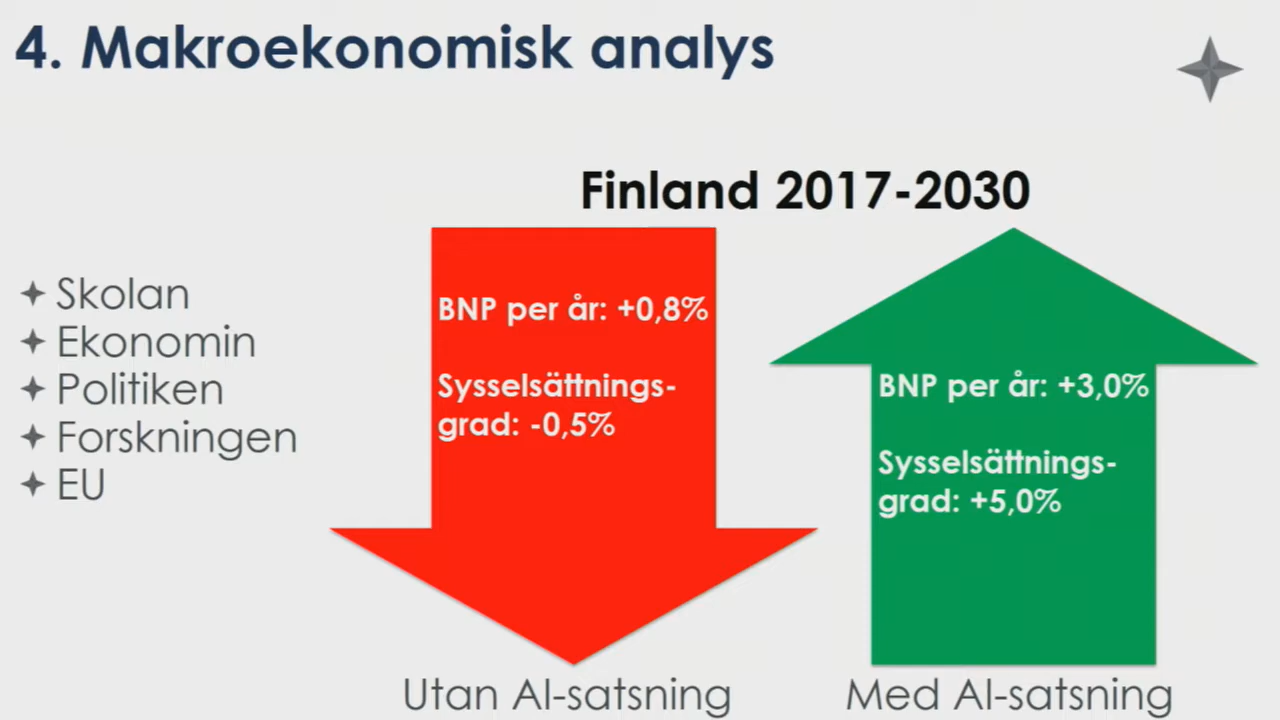 4. Makroekonomisk analys
Finland 2017-2030
Skolan
Ekonomin
Politiken
Forskningen
EU
BNP per år: +0,8%
Sysselsättnings-
grad: -0,5%
BNP per år: +3,0%
Sysselsättnings-
grad: +5,0%
Utan AI-satsning
Med AI-satsning